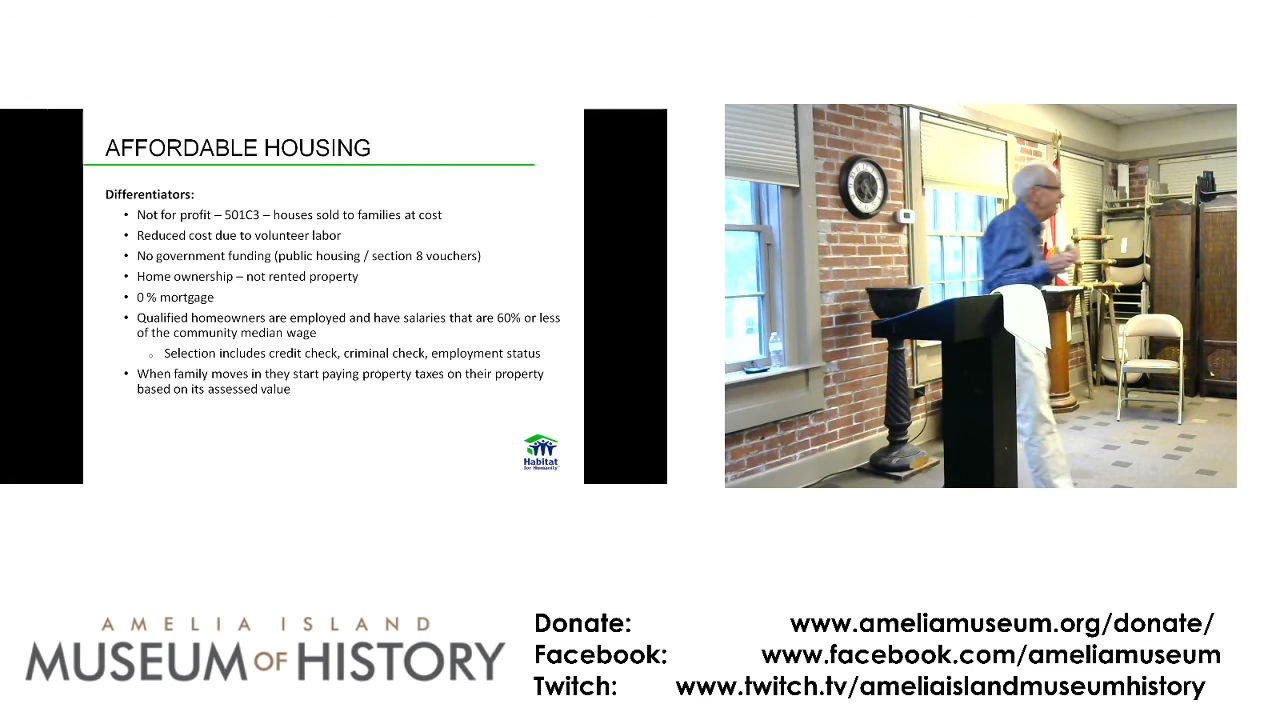 AFFORDABLE HOUSING
Differentiators:
• Not for profit – 501C3 – houses sold to families at cost
• Reduced cost due to volunteer labor
• No government funding (public housing / section 8 vouchers)
• Home ownership – not rented property
• 0 % mortgage
• Qualified homeowners are employed and have salaries that are 60% or less
of the community median wage
○ Selection includes credit check, criminal check, employment status
• When family moves in they start paying property taxes on their property
based on its assessed value
Habitat
for Humanity
AMELIA ISLAND
MUSEUM OF HISTORY
Donate: www.ameliamuseum.org/donate/
Facebook: www.facebook.com/ameliamuseum
Twitch: www.twitch.tv/ameliaislandmuseumhistory